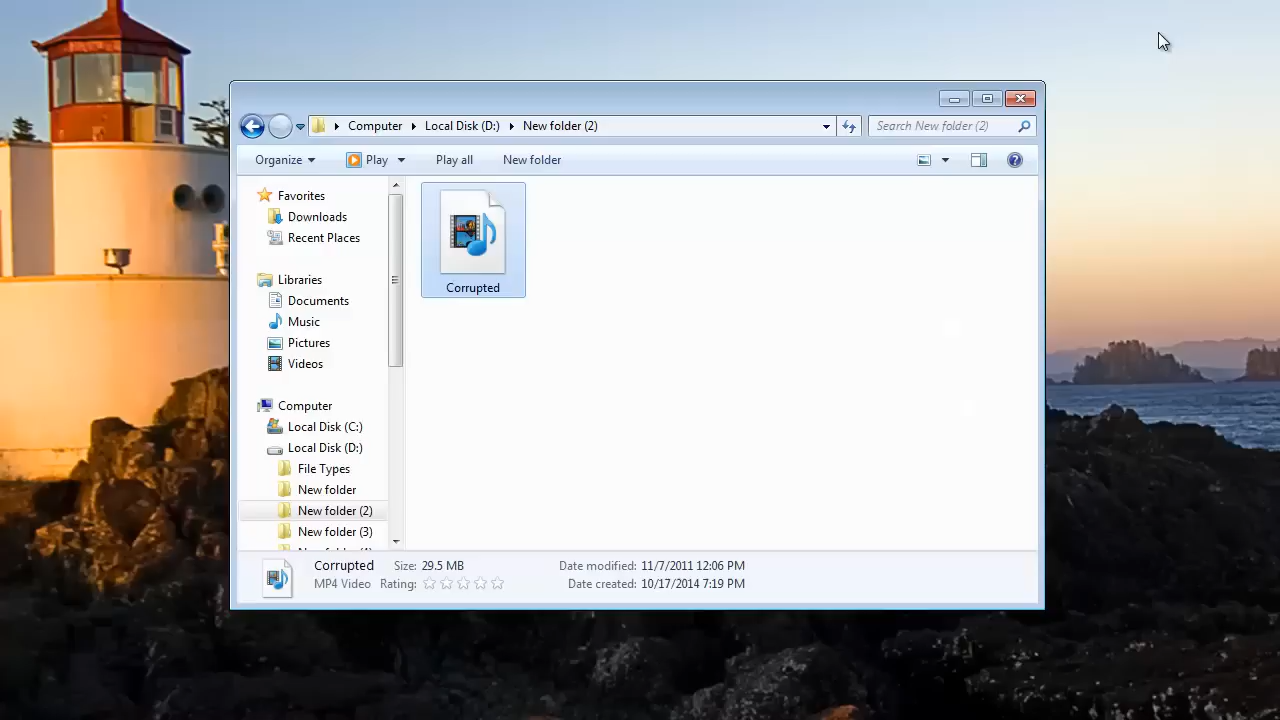 Computer Local Disk (D:) New folder (2)
Search New folder (2)
Organize Play Play all New folder
Favorites
Downloads
Recent Places
Libraries
Documents
Music
Pictures
Videos
Computer
Local Disk (C:)
Local Disk (D:)
File Types
New folder
New folder (2)
New folder (3)
Corrupted
Corrupted Size: 29.5 MB Date modified: 11/7/2011 12:06 PM
MP4 Video Rating: Date created: 10/17/2014 7:19 PM